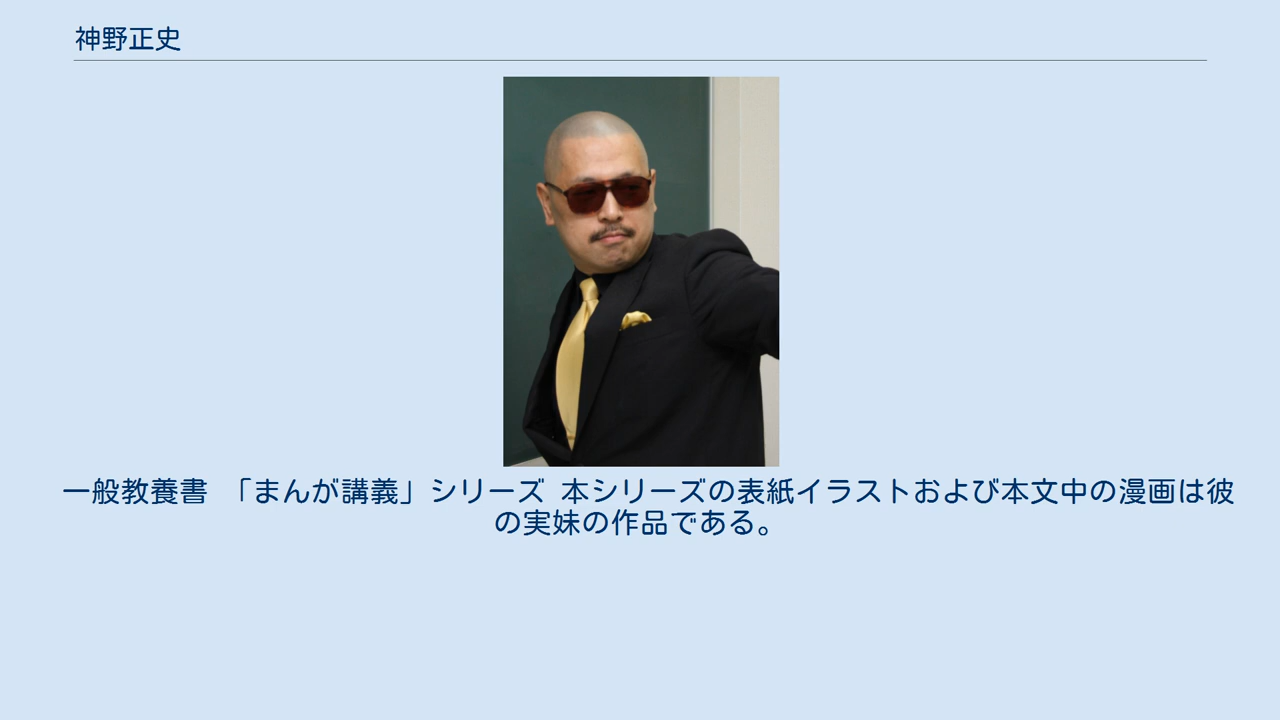 神野正史
一般教養書 「まんが講義」シリーズ 本シリーズの表紙イラストおよび本文中の漫画は彼
の実妹の作品である。